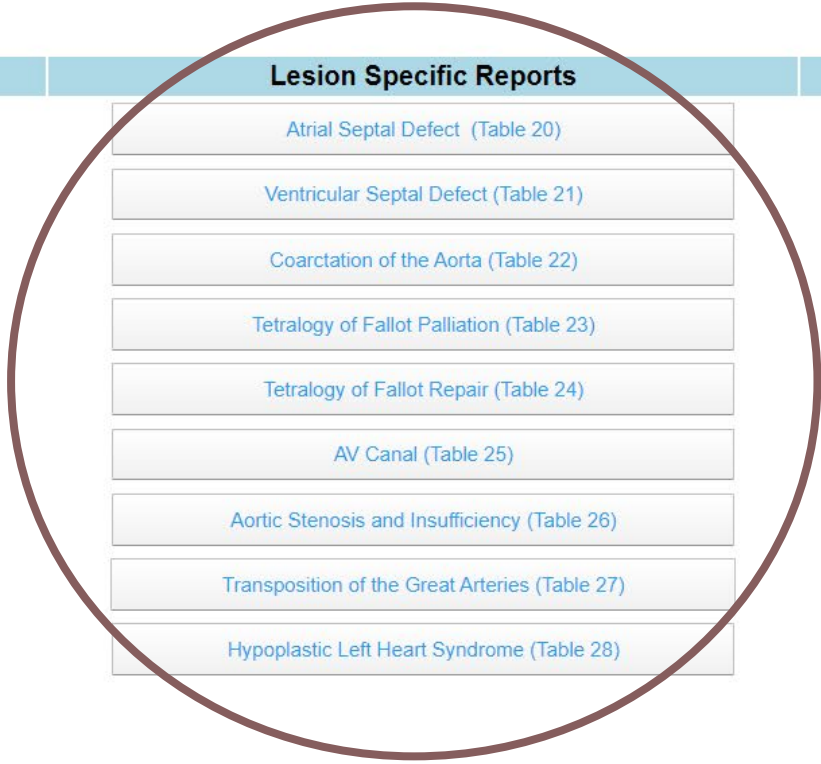 Lesion Specific Reports
Atrial Septal Defect  (Table 20)
Ventricular Septal Defect (Table 21)
Coarctation of the Aorta (Table 22)
Tetralogy of Fallot Palliation (Table 23)
Tetralogy of Fallot Repair (Table 24)
AV Canal (Table 25)
Aortic Stenosis and Insufficiency (Table 26)
Transposition of the Great Arteries (Table 27)
Hypoplastic Left Heart Syndrome (Table 28)